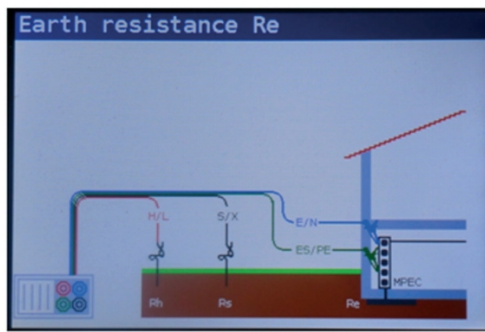 Earth resistance Re
H/L
S/X
E/N
ES/PE
MPEC
Rh
Rs
Re